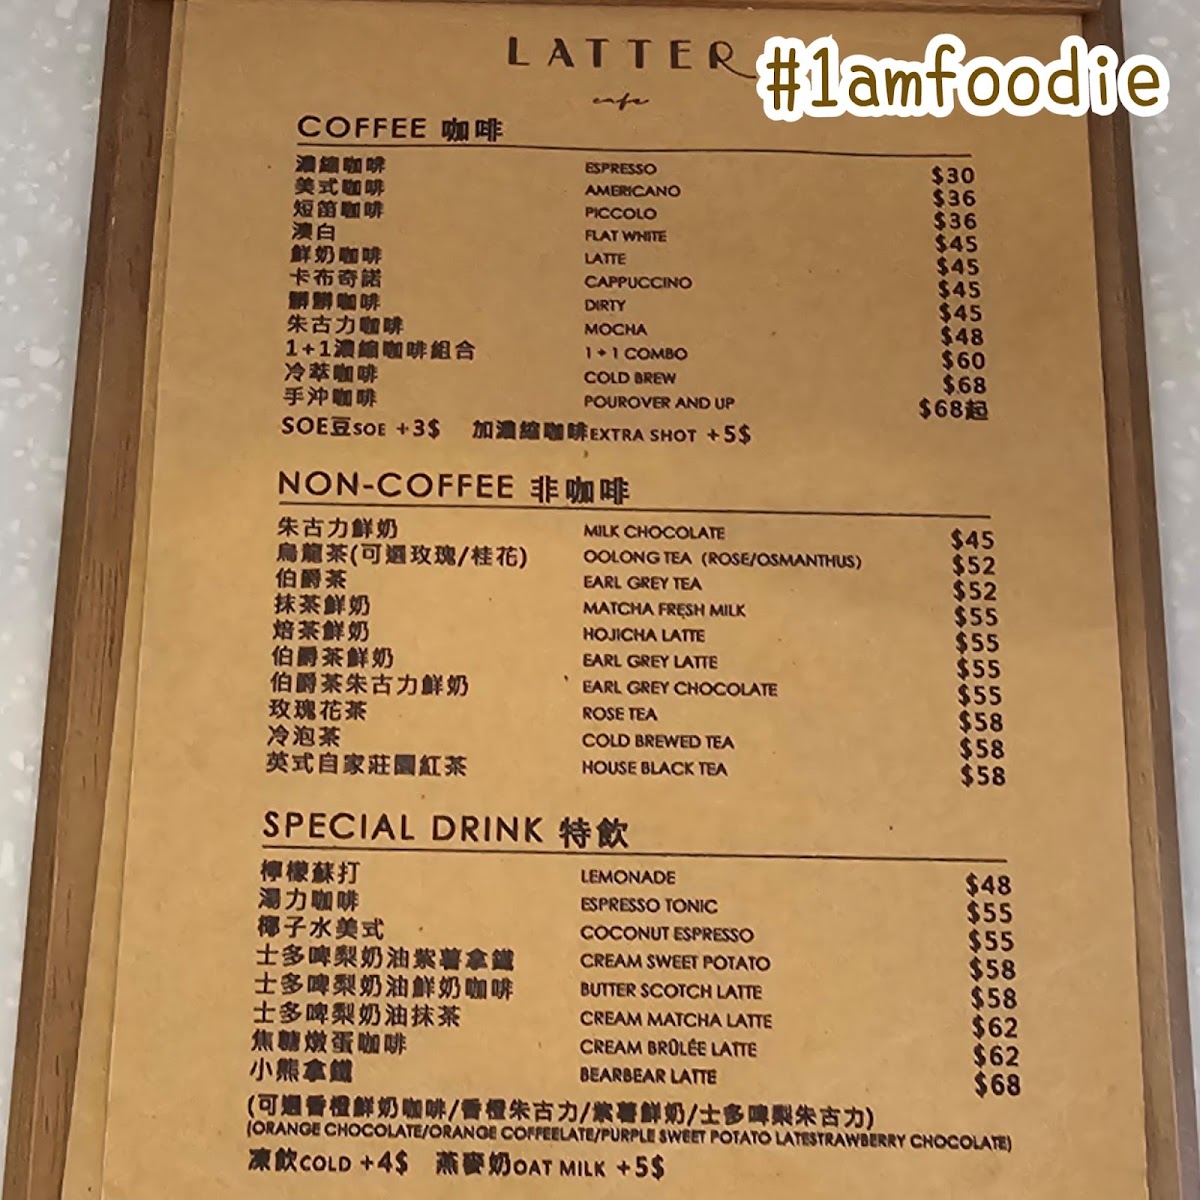 LATTER
#1amfoodie
cafe
COFFEE 咖啡
濃縮咖啡 ESPRESSO $30
美式咖啡 AMERICANO $36
短笛咖啡 PICCOLO $36
澳白 FLAT WHITE $45
鮮奶咖啡 LATTE $45
卡布奇諾 CAPPUCCINO $45
髒髒咖啡 DIRTY $45
朱古力咖啡 MOCHA $48
1+1濃縮咖啡組合 1+1 COMBO $60
冷萃咖啡 COLD BREW $68
手沖咖啡 POUROVER AND UP $68起
SOE豆SOE +3$ 加濃縮咖啡EXTRA SHOT +5$
NON-COFFEE 非咖啡
朱古力鮮奶 MILK CHOCOLATE $45
烏龍茶(可選玫瑰/桂花) OOLONG TEA (ROSE/OSMANTHUS) $52
伯爵茶 EARL GREY TEA $52
抹茶鮮奶 MATCHA FRESH MILK $55
焙茶鮮奶 HOJICHA LATTE $55
伯爵茶鮮奶 EARL GREY LATTE $55
伯爵茶朱古力鮮奶 EARL GREY CHOCOLATE $55
玫瑰花茶 ROSE TEA $58
冷泡茶 COLD BREWED TEA $58
英式自家莊園紅茶 HOUSE BLACK TEA $58
SPECIAL DRINK 特飲
檸檬蘇打 LEMONADE $48
湯力咖啡 ESPRESSO TONIC $55
椰子水美式 COCONUT ESPRESSO $55
士多啤梨奶油紫薯拿鐵 CREAM SWEET POTATO $58
士多啤梨奶油鮮奶咖啡 BUTTER SCOTCH LATTE $58
士多啤梨奶油抹茶 CREAM MATCHA LATTE $62
焦糖燉蛋咖啡 CREAM BRÛLÉE LATTE $62
小熊拿鐵 BEARBEAR LATTE $68
(可選香橙鮮奶咖啡/香橙朱古力/紫薯鮮奶/士多啤梨朱古力)
(ORANGE CHOCOLATE/ORANGE COFFEELATE/PURPLE SWEET POTATO LATESTRAWBERRY CHOCOLATE)
凍飲COLD +4$ 燕麥奶OAT MILK +5$